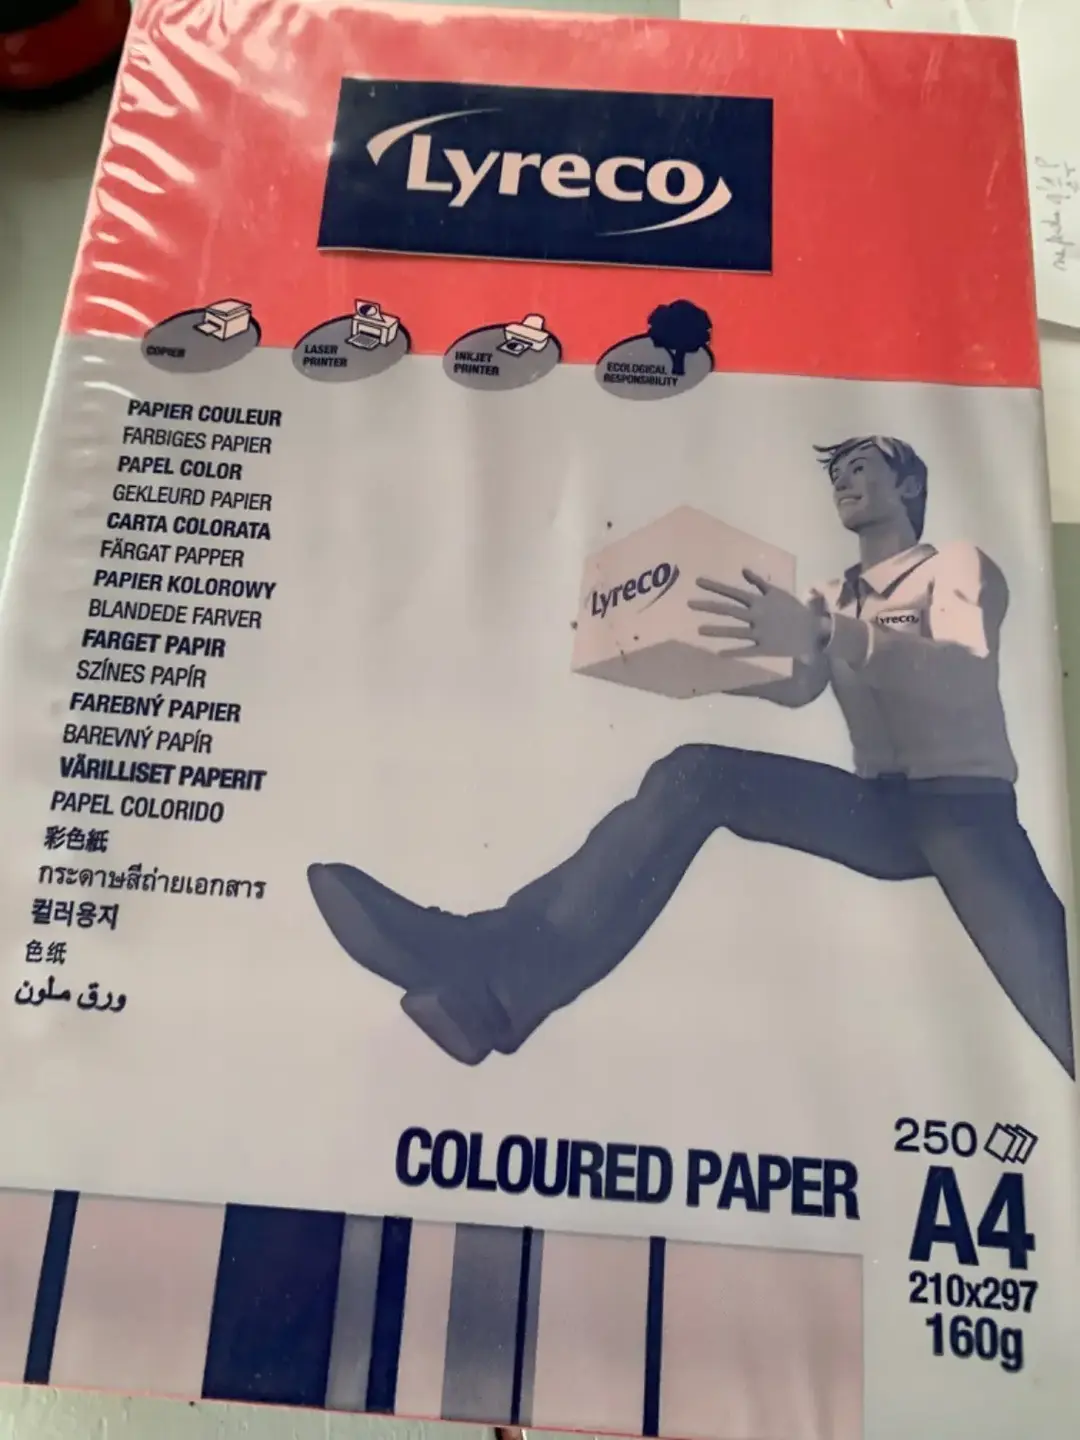 Lyreco
COPIER
LASER
PRINTER
INKJET
PRINTER
ECOLOGICAL
RESPONSIBILITY
PAPIER COULEUR
FARBIGES PAPIER
PAPEL COLOR
GEKLEURD PAPIER
CARTA COLORATA
FÄRGAT PAPPER
PAPIER KOLOROWY
BLANDEDE FARVER
FARGET PAPIR
SZÍNES PAPÍR
FAREBNÝ PAPIER
BAREVNÝ PAPÍR
VÄRILLISET PAPERIT
PAPEL COLORIDO
彩色紙
กระดาษสีถ่ายเอกสาร
컬러용지
色纸
ورق ملون
Lyreco
Lyreco
COLOURED PAPER
250
A4
210x297
160g